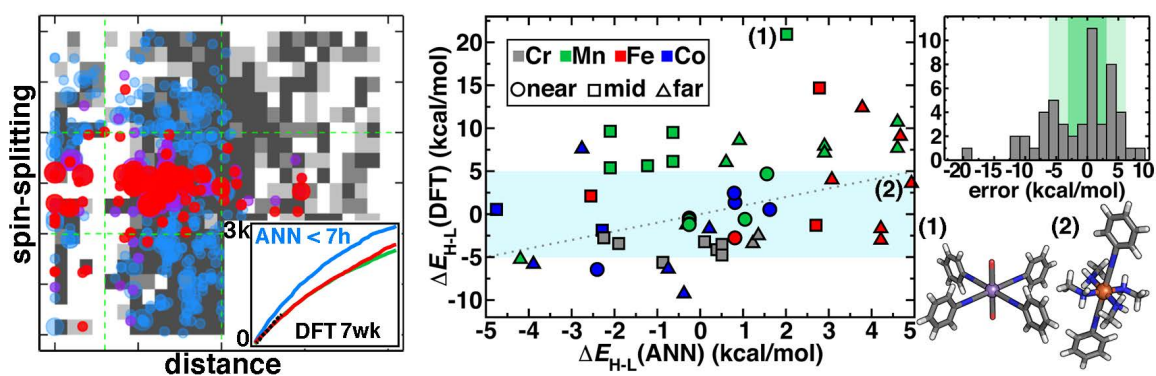 spin-splitting
distance
3k
ANN < 7h
0
DFT 7wk
ΔE_H-L(DFT) (kcal/mol)
20
15
10
5
0
-5
-10
(1)
Cr Mn Fe Co
near mid far
(2)
-5 -4 -3 -2 -1 0 1 2 3 4 5
ΔE_H-L(ANN) (kcal/mol)
10
8
6
4
2
0
-20 -15 -10 -5 0 5 10
error (kcal/mol)
(1) (2)